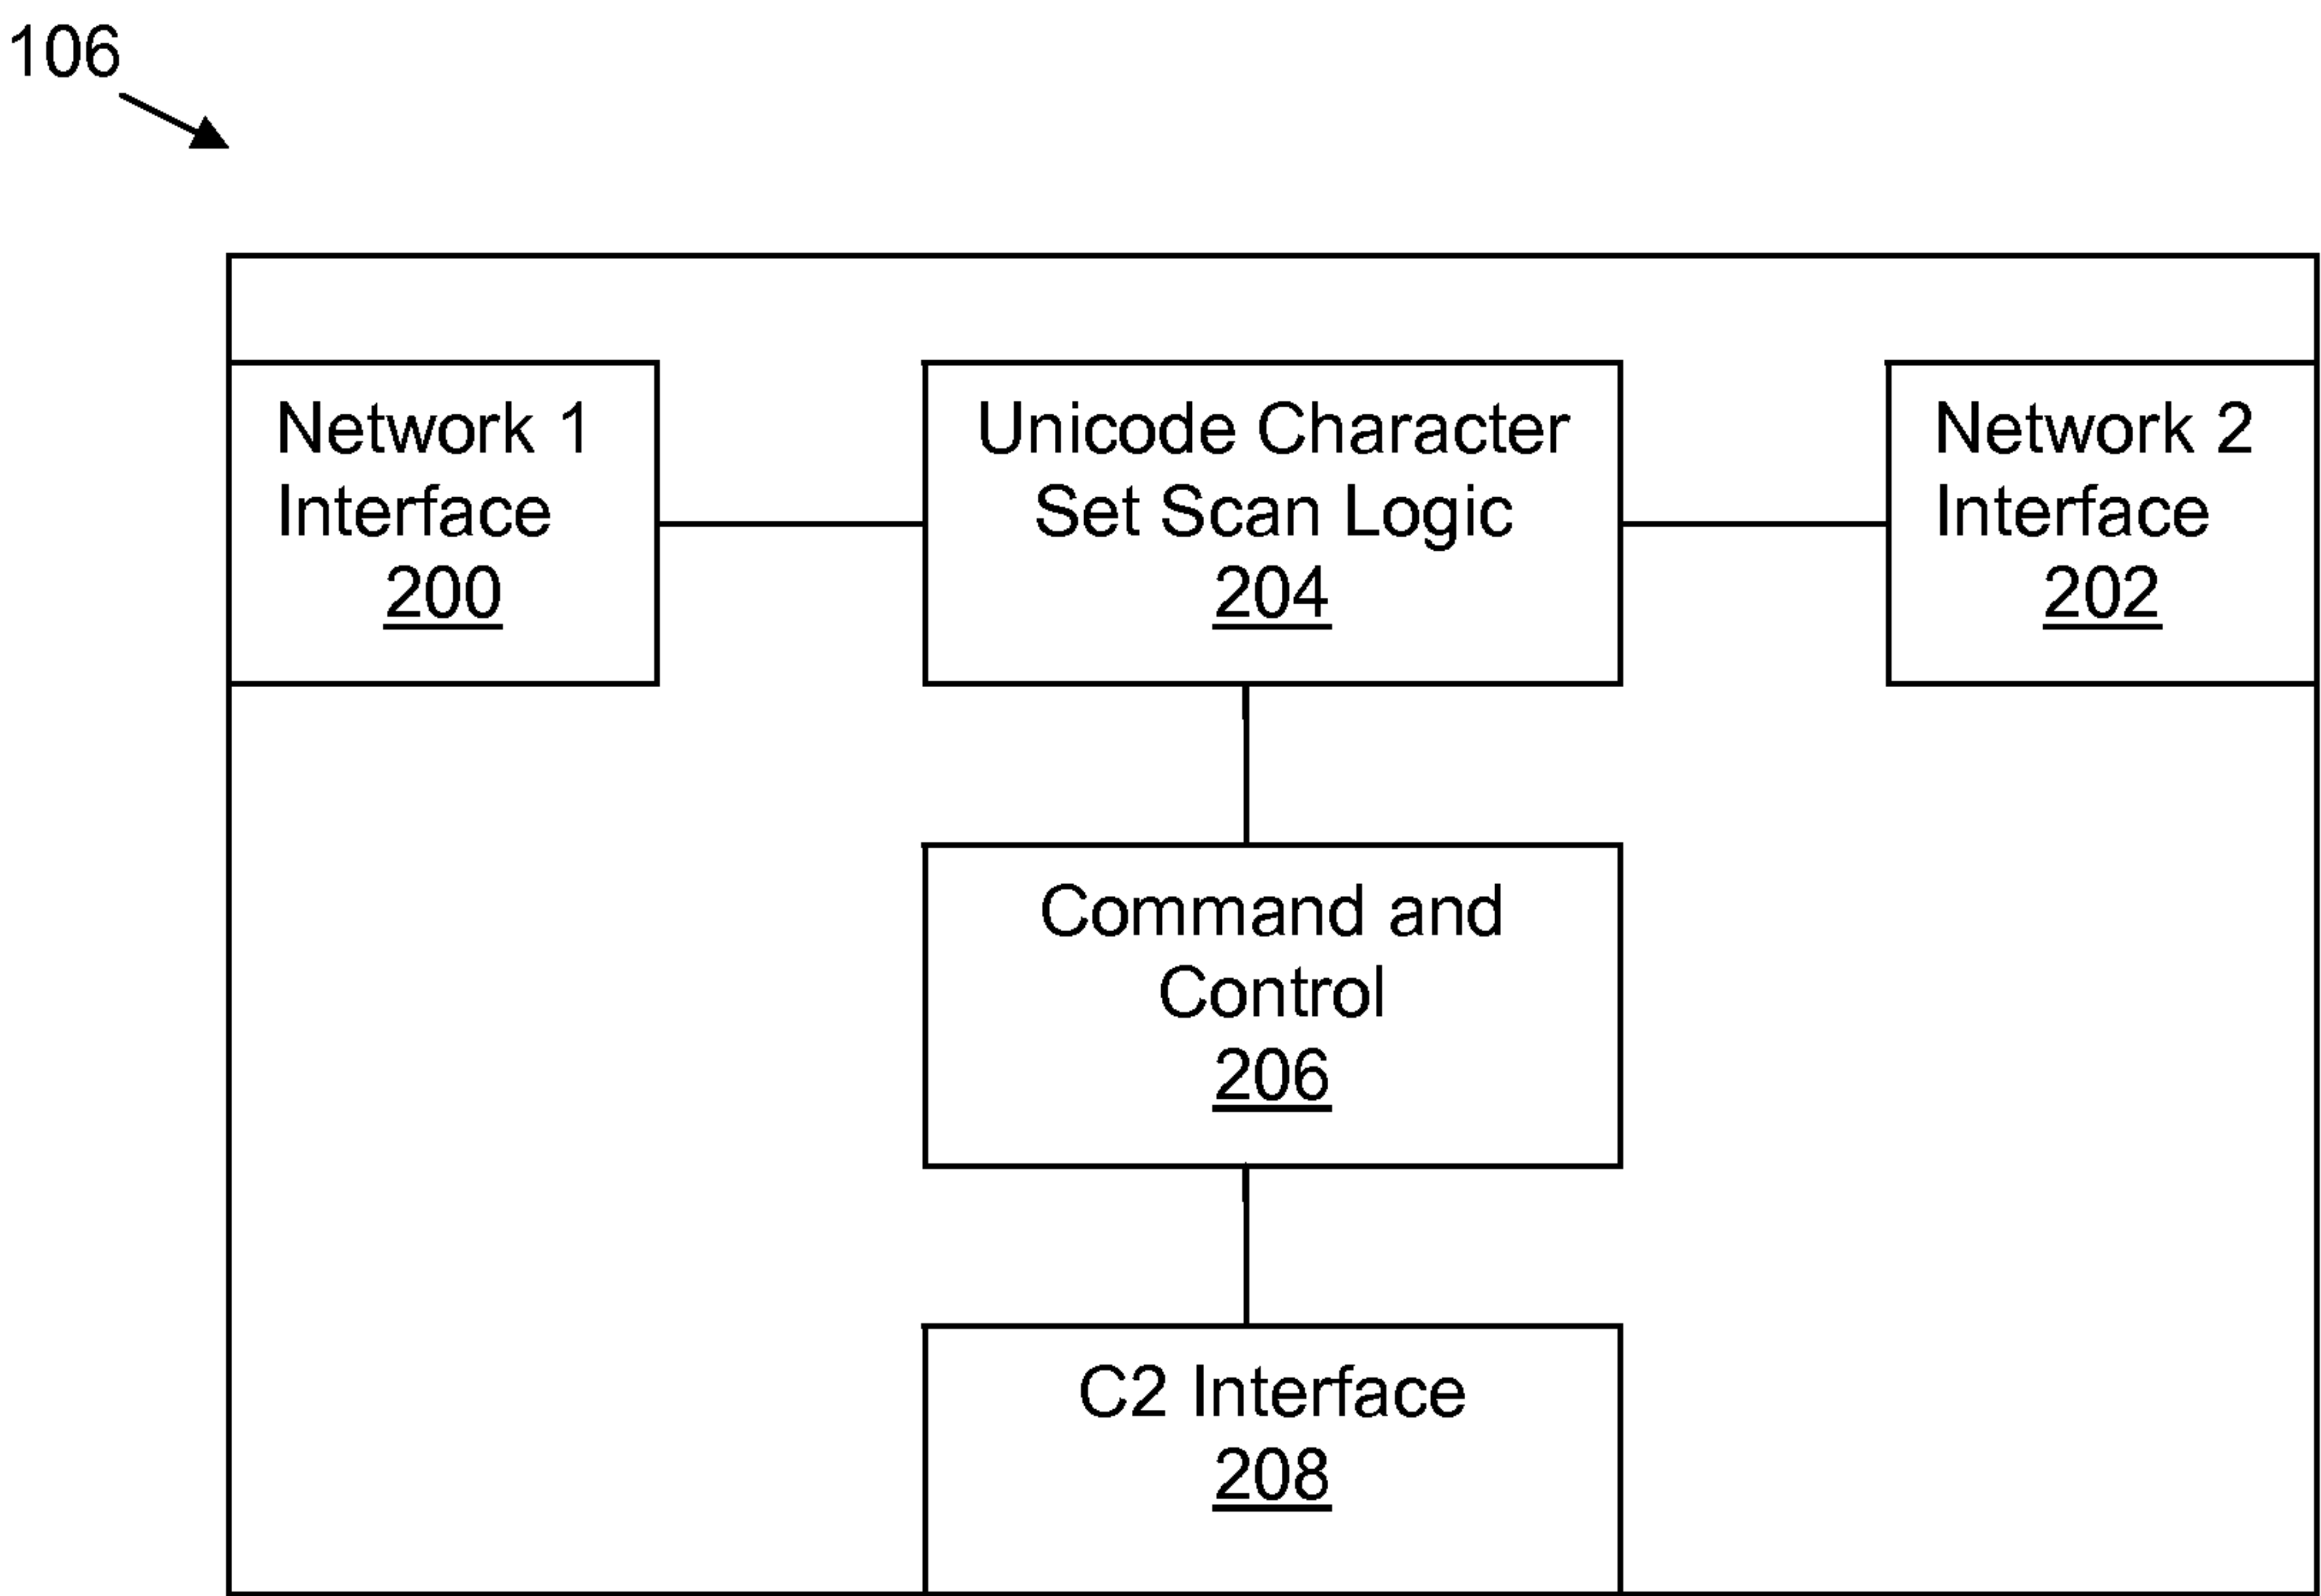 106
Network 1
Interface
200
Unicode Character
Set Scan Logic
204
Network 2
Interface
202
Command and
Control
206
C2 Interface
208